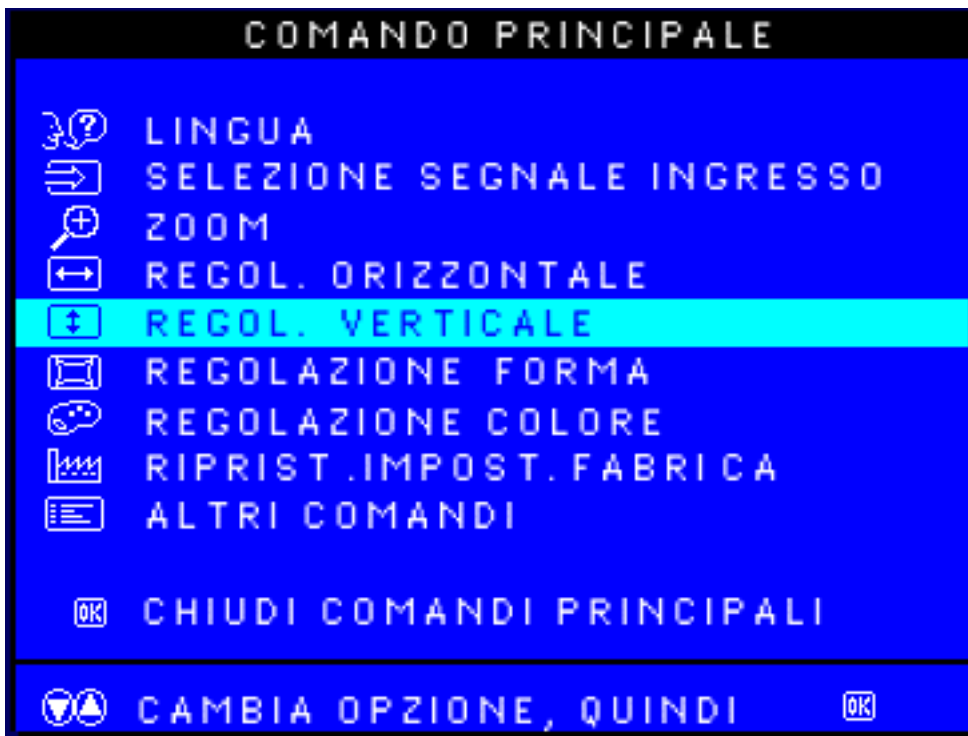 COMANDO PRINCIPALE
LINGUA
SELEZIONE SEGNALE INGRESSO
ZOOM
REGOL. ORIZZONTALE
REGOL. VERTICALE
REGOLAZIONE FORMA
REGOLAZIONE COLORE
RIPRIST.IMPOST.FABRICA
ALTRI COMANDI
OK CHIUDI COMANDI PRINCIPALI
CAMBIA OPZIONE, QUINDI OK